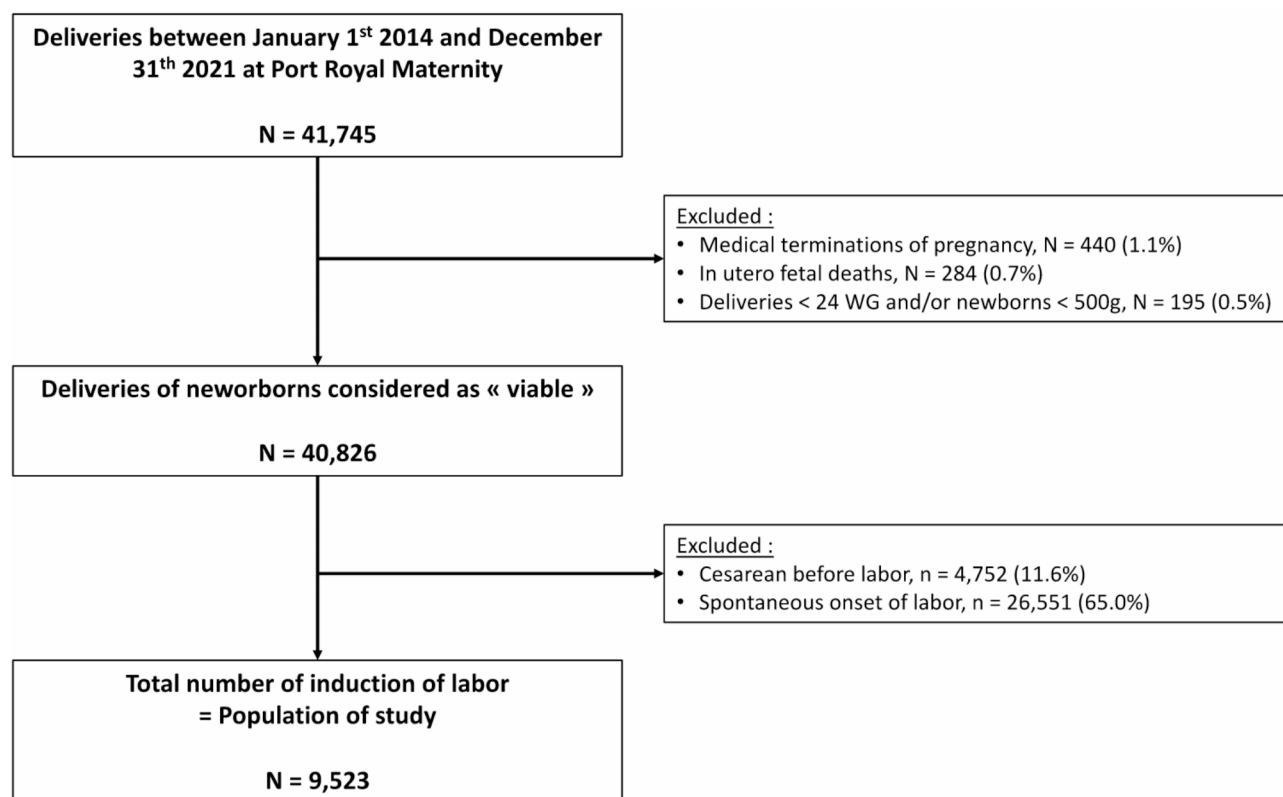 Deliveries between January 1st 2014 and December
31th 2021 at Port Royal Maternity
N = 41,745
Excluded :
• Medical terminations of pregnancy, N = 440 (1.1%)
• In utero fetal deaths, N = 284 (0.7%)
• Deliveries < 24 WG and/or newborns < 500g, N = 195 (0.5%)
Deliveries of neworborns considered as « viable »
N = 40,826
Excluded :
• Cesarean before labor, n = 4,752 (11.6%)
• Spontaneous onset of labor, n = 26,551 (65.0%)
Total number of induction of labor
= Population of study
N = 9,523